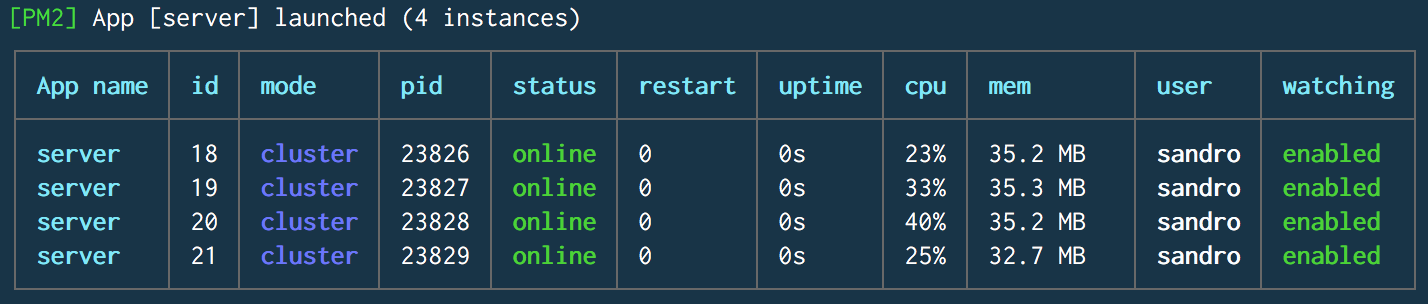 [PM2] App [server] launched (4 instances)
App name id mode pid status restart uptime cpu mem user watching
server 18 cluster 23826 online 0 0s 23% 35.2 MB sandro enabled
server 19 cluster 23827 online 0 0s 33% 35.3 MB sandro enabled
server 20 cluster 23828 online 0 0s 40% 35.2 MB sandro enabled
server 21 cluster 23829 online 0 0s 25% 32.7 MB sandro enabled